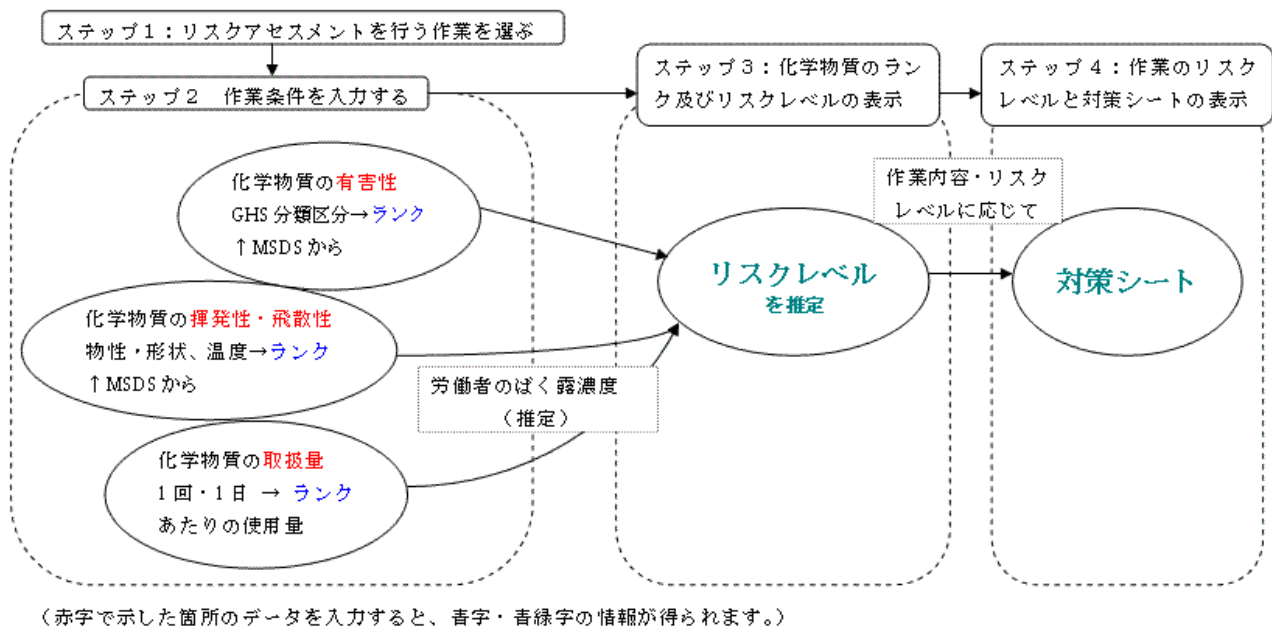 ステップ1:リスクアセスメントを行う作業を選ぶ
ステップ2 作業条件を入力する
ステップ3:化学物質のラン
ク及びリスクレベルの表示
ステップ4:作業のリスク
レベルと対策シートの表示
化学物質の有害性
GHS分類区分→ランク
↑MSDSから
化学物質の揮発性・飛散性
物性・形状、温度→ランク
↑MSDSから
化学物質の取扱量
1回・1日 → ランク
あたりの使用量
労働者のばく露濃度
(推定)
リスクレベル
を推定
作業内容・リスク
レベルに応じて
対策シート
(赤字で示した箇所のデータを入力すると、青字・青緑字の情報が得られます。)